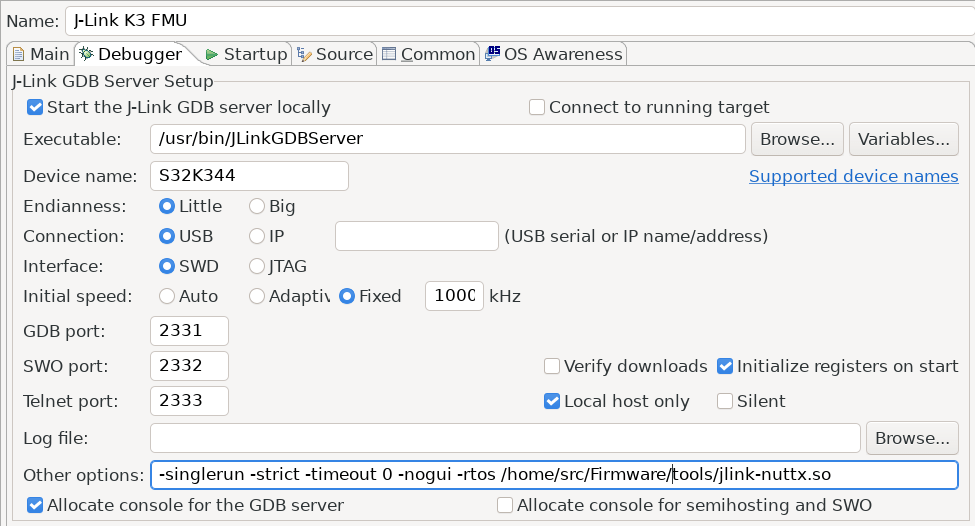 Name: J-Link K3 FMU
Main Debugger Startup Source Common OS Awareness
J-Link GDB Server Setup
Start the J-Link GDB server locally Connect to running target
Executable: /usr/bin/JLinkGDBServer Browse... Variables...
Device name: S32K344 Supported device names
Endianness: Little Big
Connection: USB IP (USB serial or IP name/address)
Interface: SWD JTAG
Initial speed: Auto Adaptiv Fixed 1000 kHz
GDB port: 2331
SWO port: 2332 Verify downloads Initialize registers on start
Telnet port: 2333 Local host only Silent
Log file: Browse...
Other options: -singlerun -strict -timeout 0 -nogui -rtos /home/src/Firmware/tools/jlink-nuttx.so
Allocate console for the GDB server Allocate console for semihosting and SWO